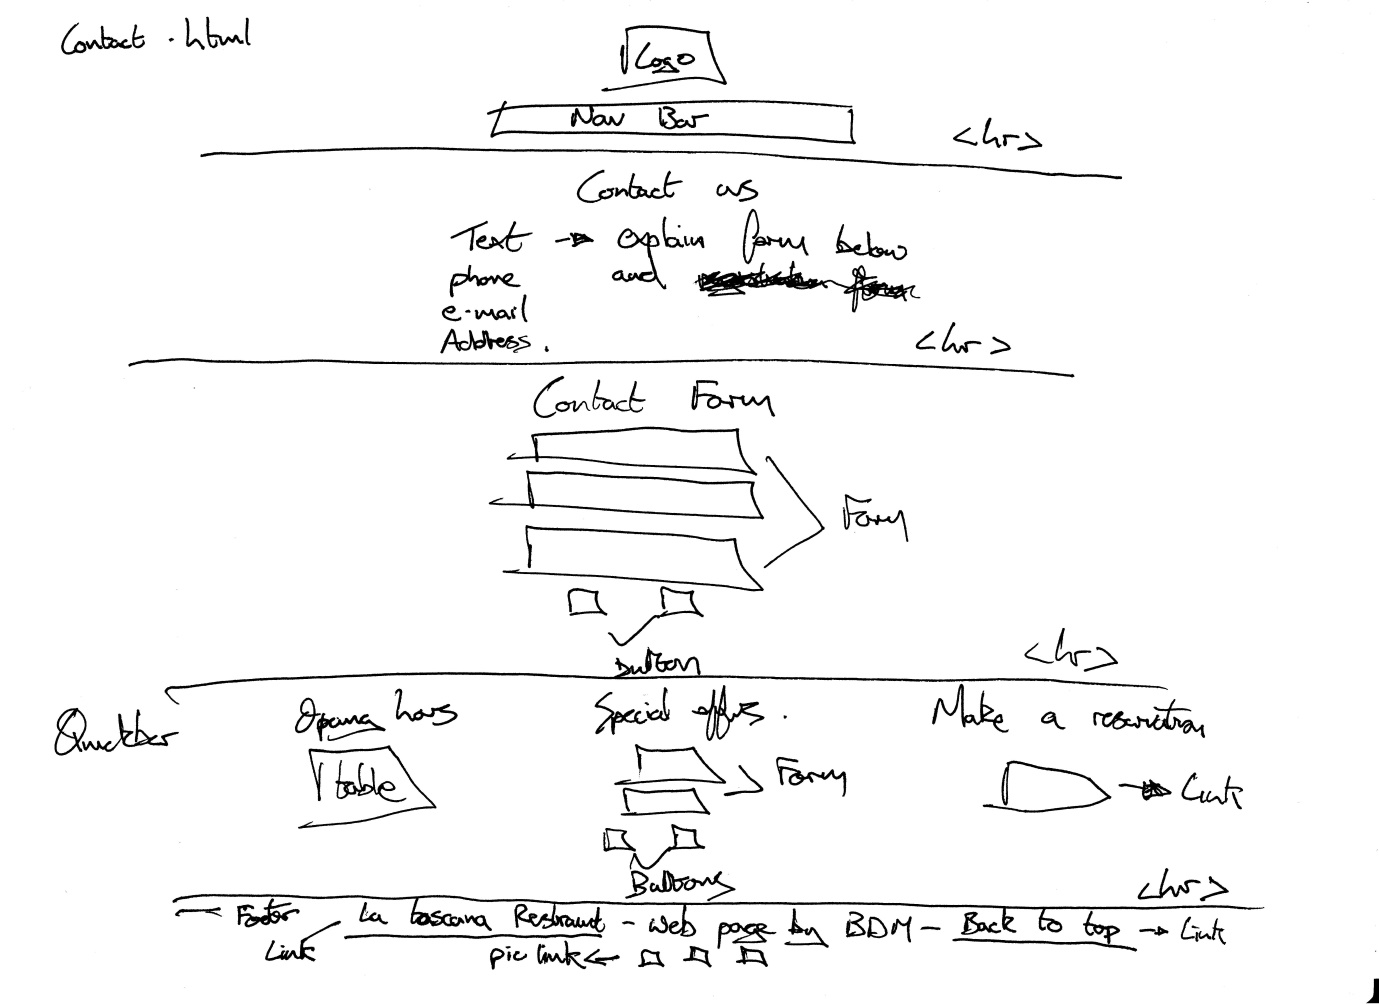 Contact.html
Logo
Nav Bar
<hr>
Contact us
Text → explain form below
phone and
e-mail
Address.
<hr>
Contact Form
Form
Button
<hr>
Quickbar
Opening hours
Special offers.
Make a reservation
table
Form
→ Link
Buttons
<hr>
Footer La toscana Restraunt - web page by BDM - Back to top → Link
Link
pic link ←